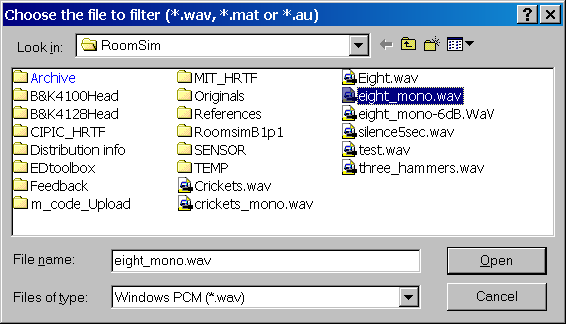 Choose the file to filter (*.wav, *.mat or *.au)
Look in: RoomSim
Archive
B&K4100Head
B&K4128Head
CIPIC_HRTF
Distribution info
EDtoolbox
Feedback
m_code_Upload
MIT_HRTF
Originals
References
RoomsimB1p1
SENSOR
TEMP
Crickets.wav
crickets_mono.wav
Eight.wav
eight_mono.wav
eight_mono-6dB.WaV
silence5sec.wav
test.wav
three_hammers.wav
File name: eight_mono.wav Open
Files of type: Windows PCM (*.wav) Cancel